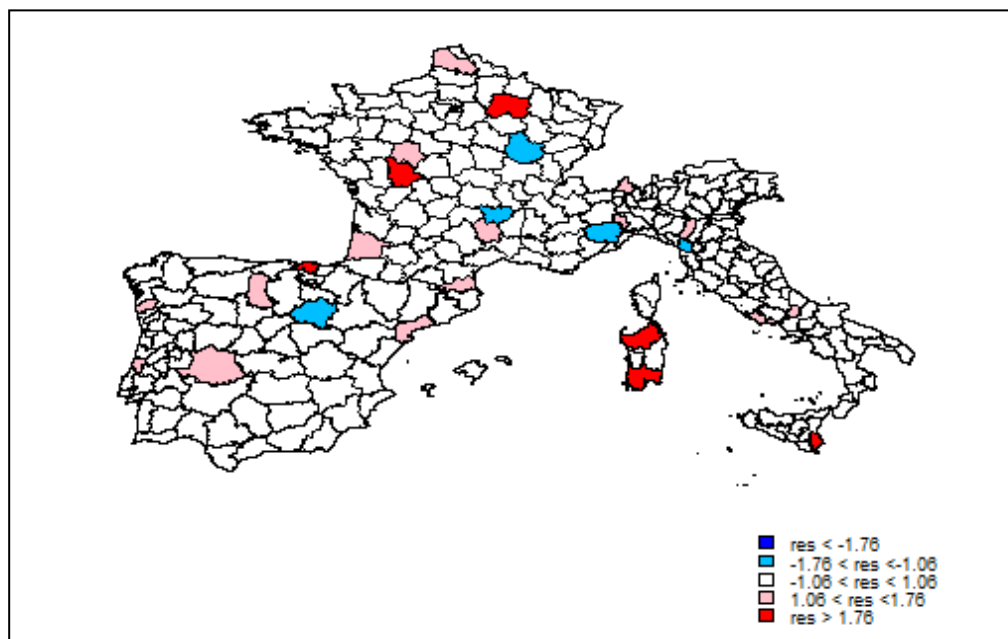 res < -1.76
-1.76 < res <-1.06
-1.06 < res < 1.06
1.06 < res <1.76
res > 1.76